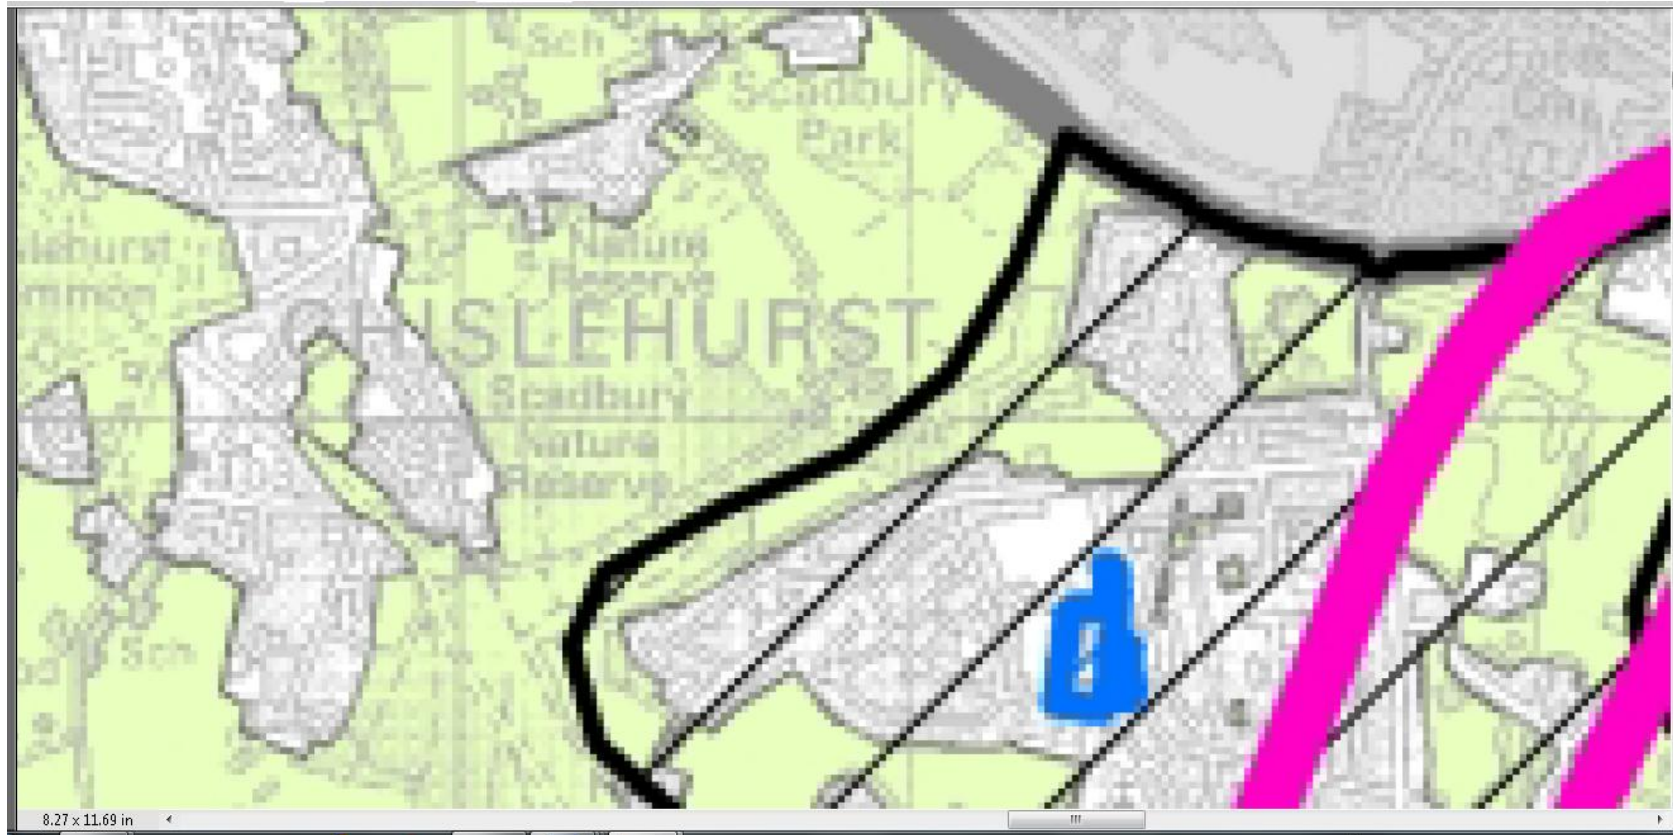 Sch
Scadbury
Park
Nature
Reserve
CHISLEHURST
Scadbury
Nature
Reserve
Sch
8.27 x 11.69 in